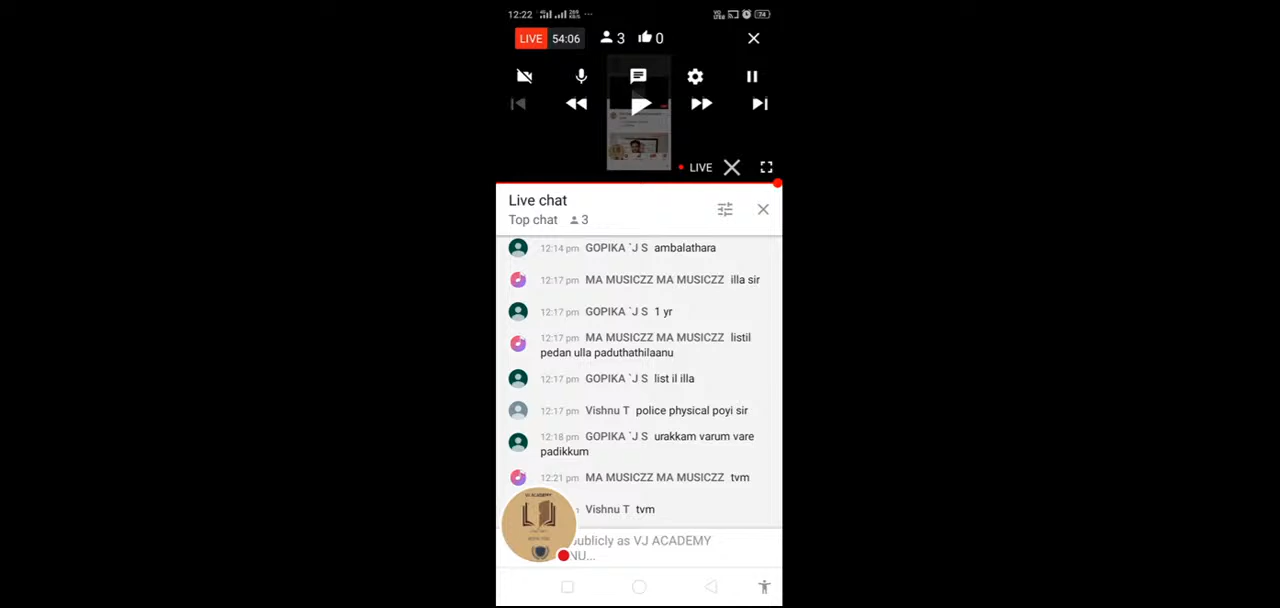 12:22
LIVE 54:06 3 0
LIVE
Live chat
Top chat 3
12:14 pm GOPIKA `J S ambalathara
12:17 pm MA MUSICZZ MA MUSICZZ illa sir
12:17 pm GOPIKA `J S 1 yr
12:17 pm MA MUSICZZ MA MUSICZZ listil
pedan ulla paduthathilaanu
12:17 pm GOPIKA `J S list il illa
12:17 pm Vishnu T police physical poyi sir
12:18 pm GOPIKA `J S urakkam varum vare
padikkum
12:21 pm MA MUSICZZ MA MUSICZZ tvm
Vishnu T tvm
VJ ACADEMY
publicly as VJ ACADEMY
NU...